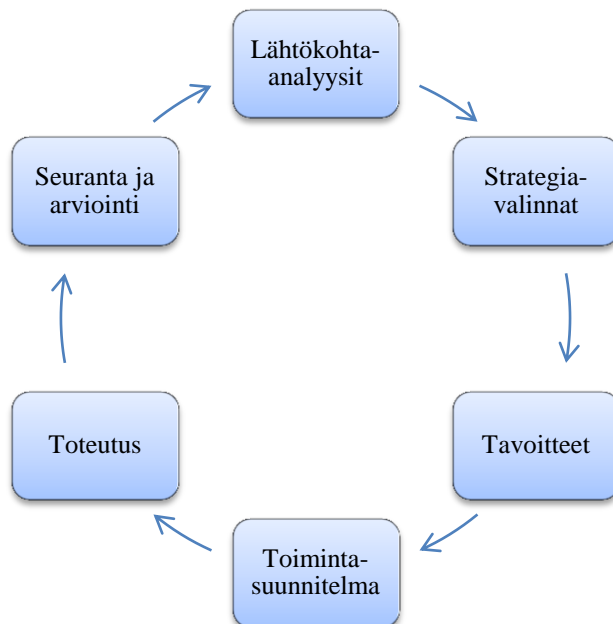 Lähtökohta-
analyysit
Strategia-
valinnat
Tavoitteet
Toiminta-
suunnitelma
Toteutus
Seuranta ja
arviointi